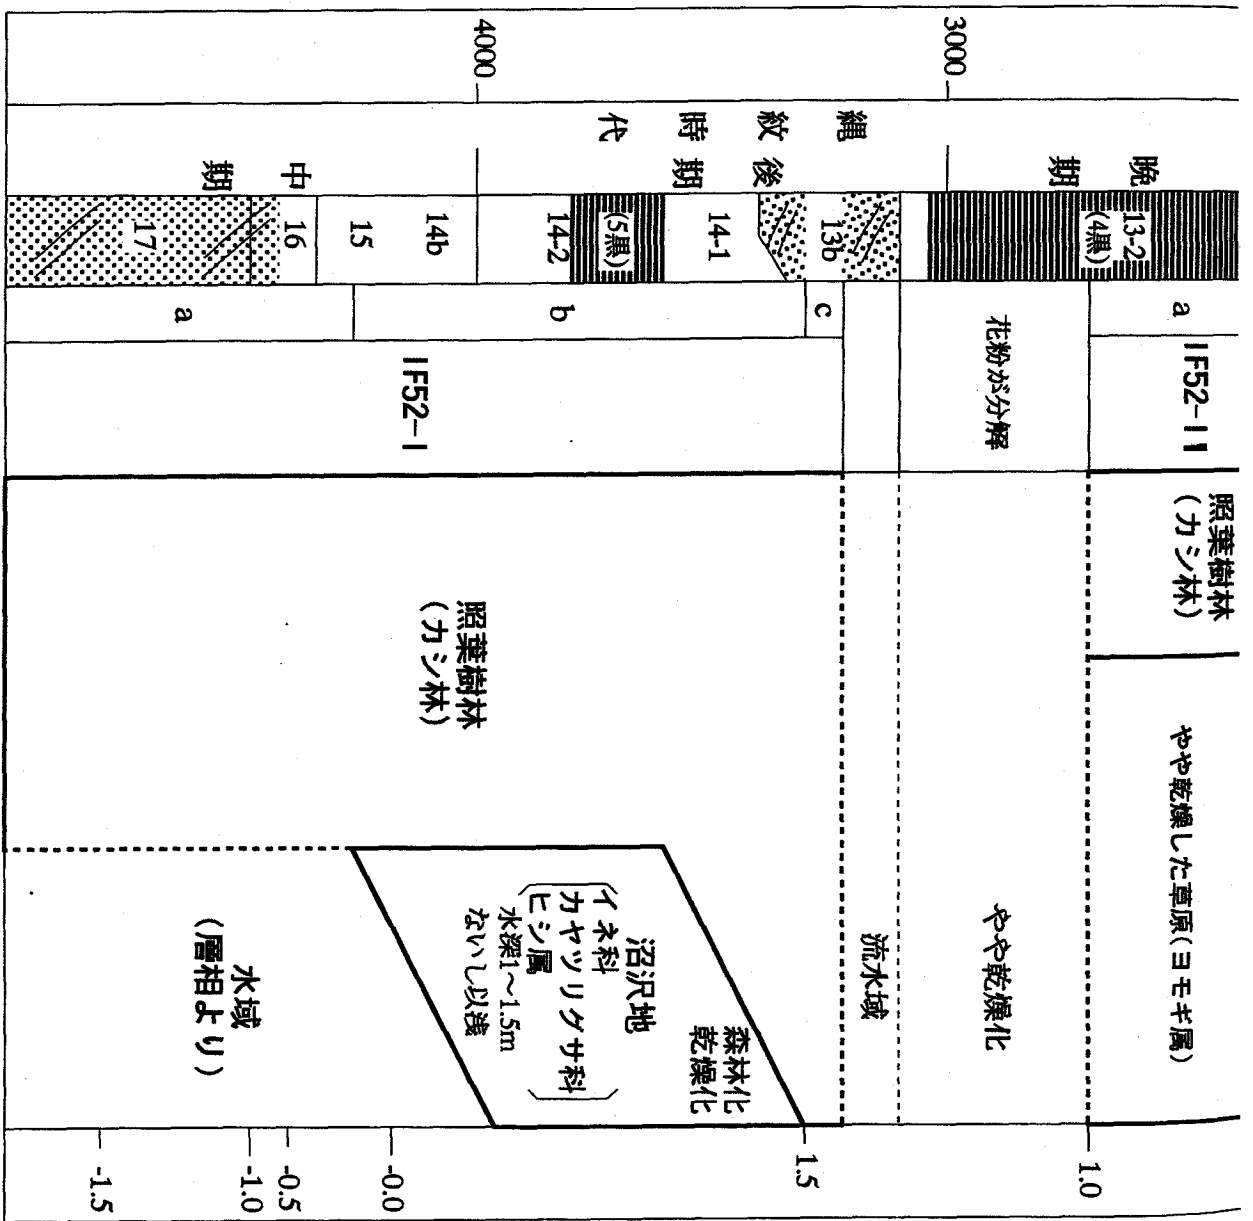 3000
4000
縄紋時代
晩期
後期
中期
13-2
(4黒)
13b
14-1
(5黒)
14-2
14b
15
16
17
a
c
b
a
IF52-II
花粉が分解
IF52-I
照葉樹林
(カシ林)
やや乾燥した草原(ヨモギ属)
やや乾燥化
流水域
照葉樹林
(カシ林)
森林化
乾燥化
沼沢地
イネ科
カヤツリグサ科
ヒシ属
水深1〜1.5m
ないし以浅
水域
(層相より)
1.0
1.5
-0.0
-0.5
-1.0
-1.5